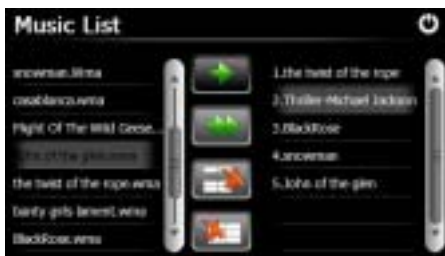 Music List
snowman.Wma
casablanca.wma
Flight Of The Wild Geese...
the twist of the rope.wma
banty girls lament.wma
BlackRose.wma
1.the twist of the rope
2.Thriller-Michael Jackson
3.BlackRose
4.snowman
5.John of the glen